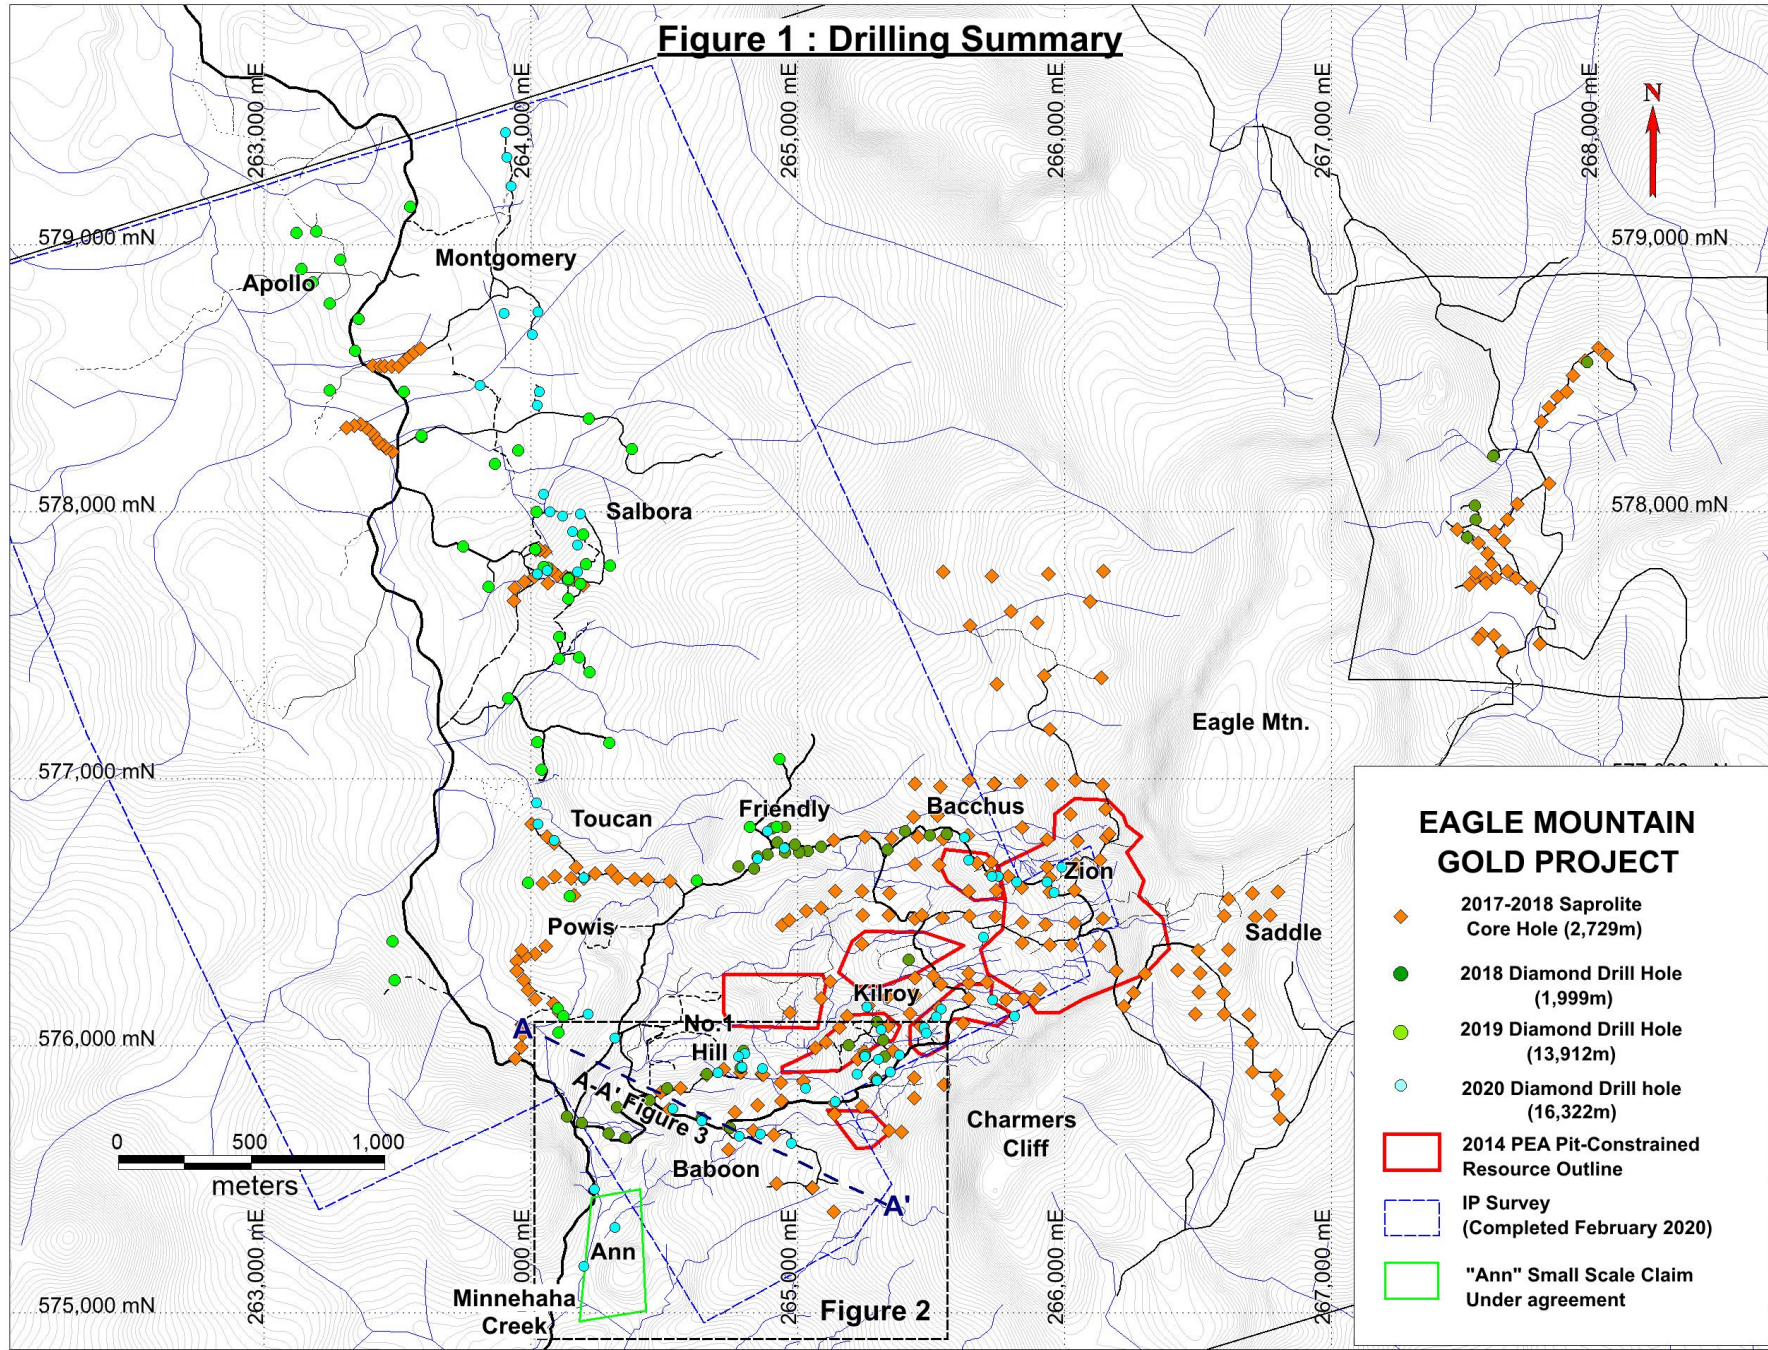 Figure 1 : Drilling Summary
263,000 mE
264,000 mE
265,000 mE
266,000 mE
267,000 mE
268,000 mE
N
579,000 mN
579,000 mN
Montgomery
Apollo
578,000 mN
Salbora
578,000 mN
Eagle Mtn.
577,000 mN
Toucan
Friendly
Bacchus
Zion
Powis
Saddle
Kilroy
No.1
Hill
576,000 mN
A
A-A' Figure 3
Charmers
Cliff
Baboon
A'
0 500 1,000
meters
Ann
Minnehaha
Creek
Figure 2
575,000 mN
263,000 mE
265,000 mE
266,000 mE
267,000 mE
EAGLE MOUNTAIN
GOLD PROJECT
2017-2018 Saprolite
Core Hole (2,729m)
2018 Diamond Drill Hole
(1,999m)
2019 Diamond Drill Hole
(13,912m)
2020 Diamond Drill hole
(16,322m)
2014 PEA Pit-Constrained
Resource Outline
IP Survey
(Completed February 2020)
"Ann" Small Scale Claim
Under agreement